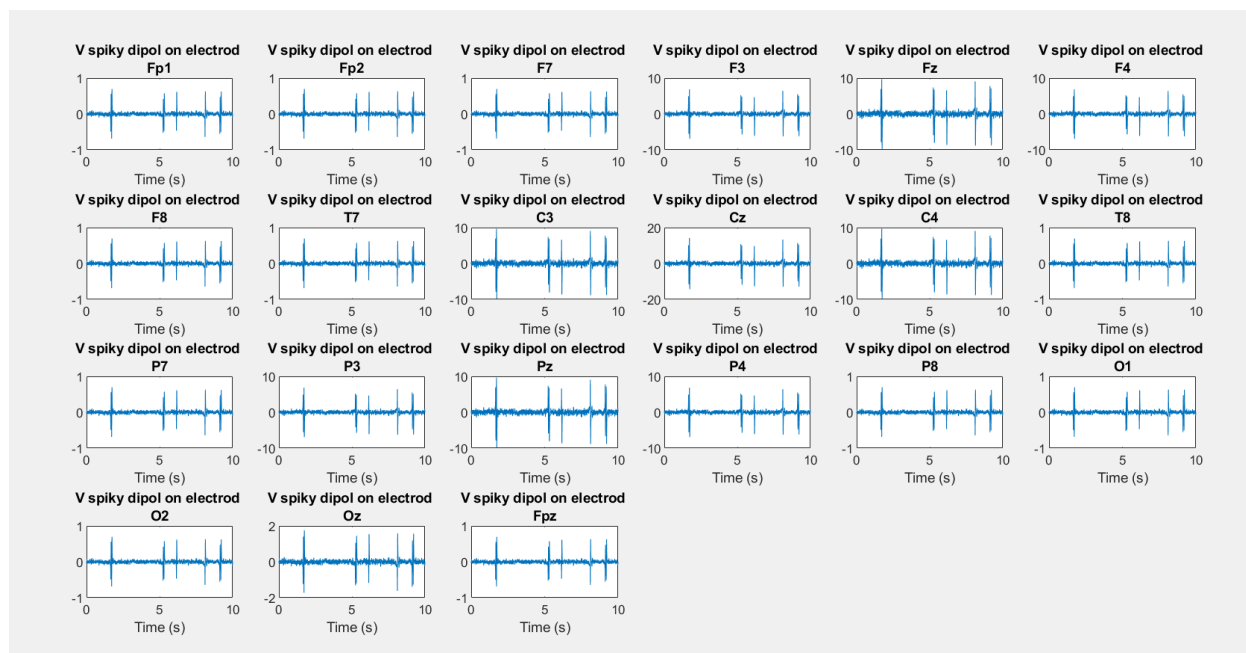 V spiky dipol on electrod
Fp1
1
0
-1
0 5 10
Time (s)
V spiky dipol on electrod
Fp2
1
0
-1
0 5 10
Time (s)
V spiky dipol on electrod
F7
1
0
-1
0 5 10
Time (s)
V spiky dipol on electrod
F3
10
0
-10
0 5 10
Time (s)
V spiky dipol on electrod
Fz
10
0
-10
0 5 10
Time (s)
V spiky dipol on electrod
F4
10
0
-10
0 5 10
Time (s)
V spiky dipol on electrod
F8
1
0
-1
0 5 10
Time (s)
V spiky dipol on electrod
T7
1
0
-1
0 5 10
Time (s)
V spiky dipol on electrod
C3
10
0
-10
0 5 10
Time (s)
V spiky dipol on electrod
Cz
20
0
-20
0 5 10
Time (s)
V spiky dipol on electrod
C4
10
0
-10
0 5 10
Time (s)
V spiky dipol on electrod
T8
1
0
-1
0 5 10
Time (s)
V spiky dipol on electrod
P7
1
0
-1
0 5 10
Time (s)
V spiky dipol on electrod
P3
10
0
-10
0 5 10
Time (s)
V spiky dipol on electrod
Pz
10
0
-10
0 5 10
Time (s)
V spiky dipol on electrod
P4
10
0
-10
0 5 10
Time (s)
V spiky dipol on electrod
P8
1
0
-1
0 5 10
Time (s)
V spiky dipol on electrod
O1
1
0
-1
0 5 10
Time (s)
V spiky dipol on electrod
O2
1
0
-1
0 5 10
Time (s)
V spiky dipol on electrod
Oz
2
0
-2
0 5 10
Time (s)
V spiky dipol on electrod
Fpz
1
0
-1
0 5 10
Time (s)